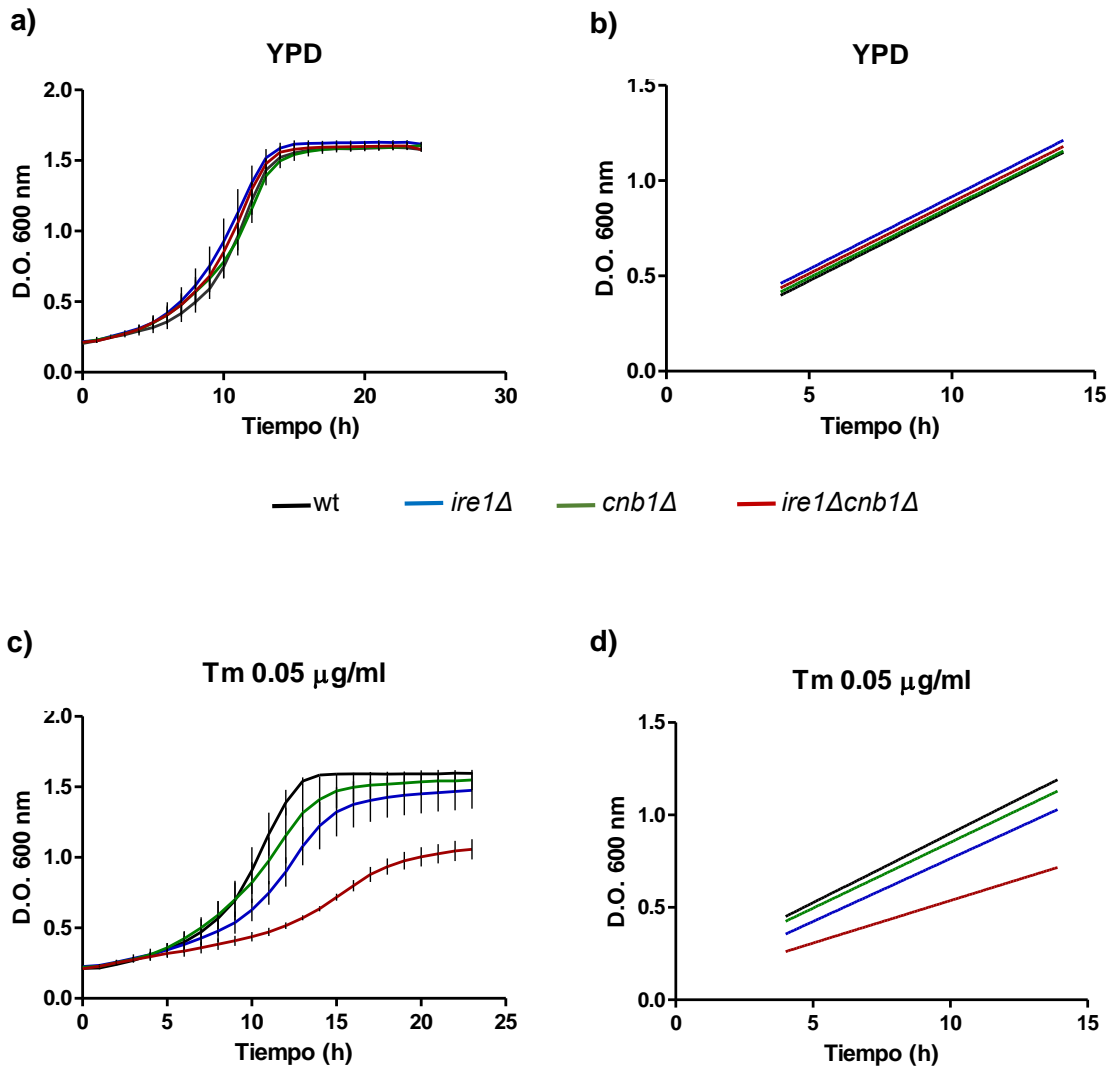 a)
YPD
D.O. 600 nm
2.0
1.5
1.0
0.5
0.0
0
10
20
30
Tiempo (h)
b)
YPD
D.O. 600 nm
1.5
1.0
0.5
0.0
0
5
10
15
Tiempo (h)
wt ire1Δ cnb1Δ ire1Δcnb1Δ
c)
Tm 0.05 μg/ml
D.O. 600 nm
2.0
1.5
1.0
0.5
0.0
0
5
10
15
20
25
Tiempo (h)
d)
Tm 0.05 μg/ml
D.O. 600 nm
1.5
1.0
0.5
0.0
0
5
10
15
Tiempo (h)